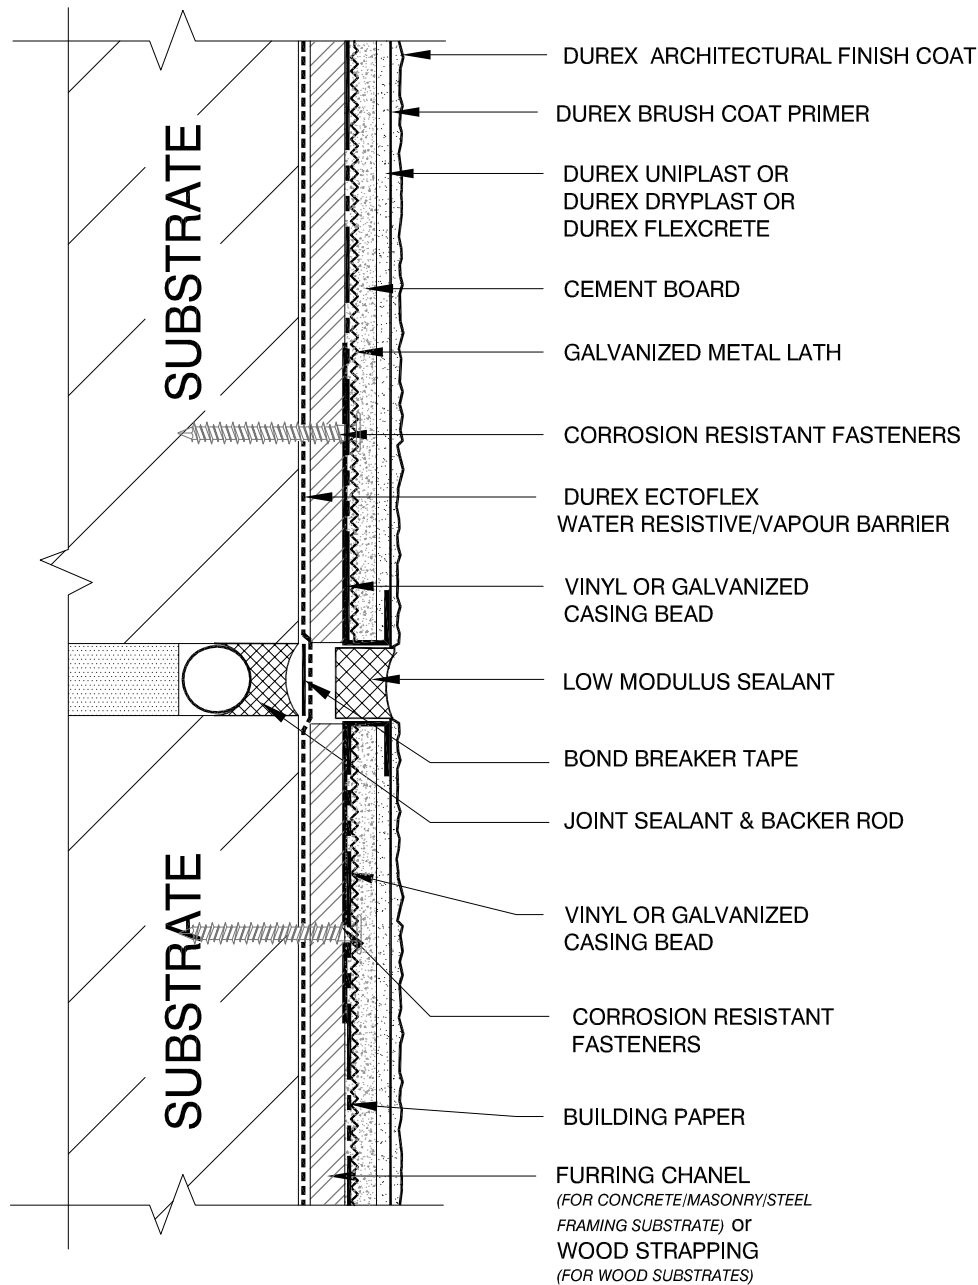 DUREX ARCHITECTURAL FINISH COAT
DUREX BRUSH COAT PRIMER
DUREX UNIPLAST OR
DUREX DRYPLAST OR
DUREX FLEXCRETE
CEMENT BOARD
GALVANIZED METAL LATH
CORROSION RESISTANT FASTENERS
DUREX ECTOFLEX
WATER RESISTIVE/VAPOUR BARRIER
VINYL OR GALVANIZED
CASING BEAD
LOW MODULUS SEALANT
BOND BREAKER TAPE
JOINT SEALANT & BACKER ROD
VINYL OR GALVANIZED
CASING BEAD
CORROSION RESISTANT
FASTENERS
BUILDING PAPER
FURRING CHANEL
(FOR CONCRETE/MASONRY/STEEL
FRAMING SUBSTRATE) or
WOOD STRAPPING
(FOR WOOD SUBSTRATES)
SUBSTRATE
SUBSTRATE